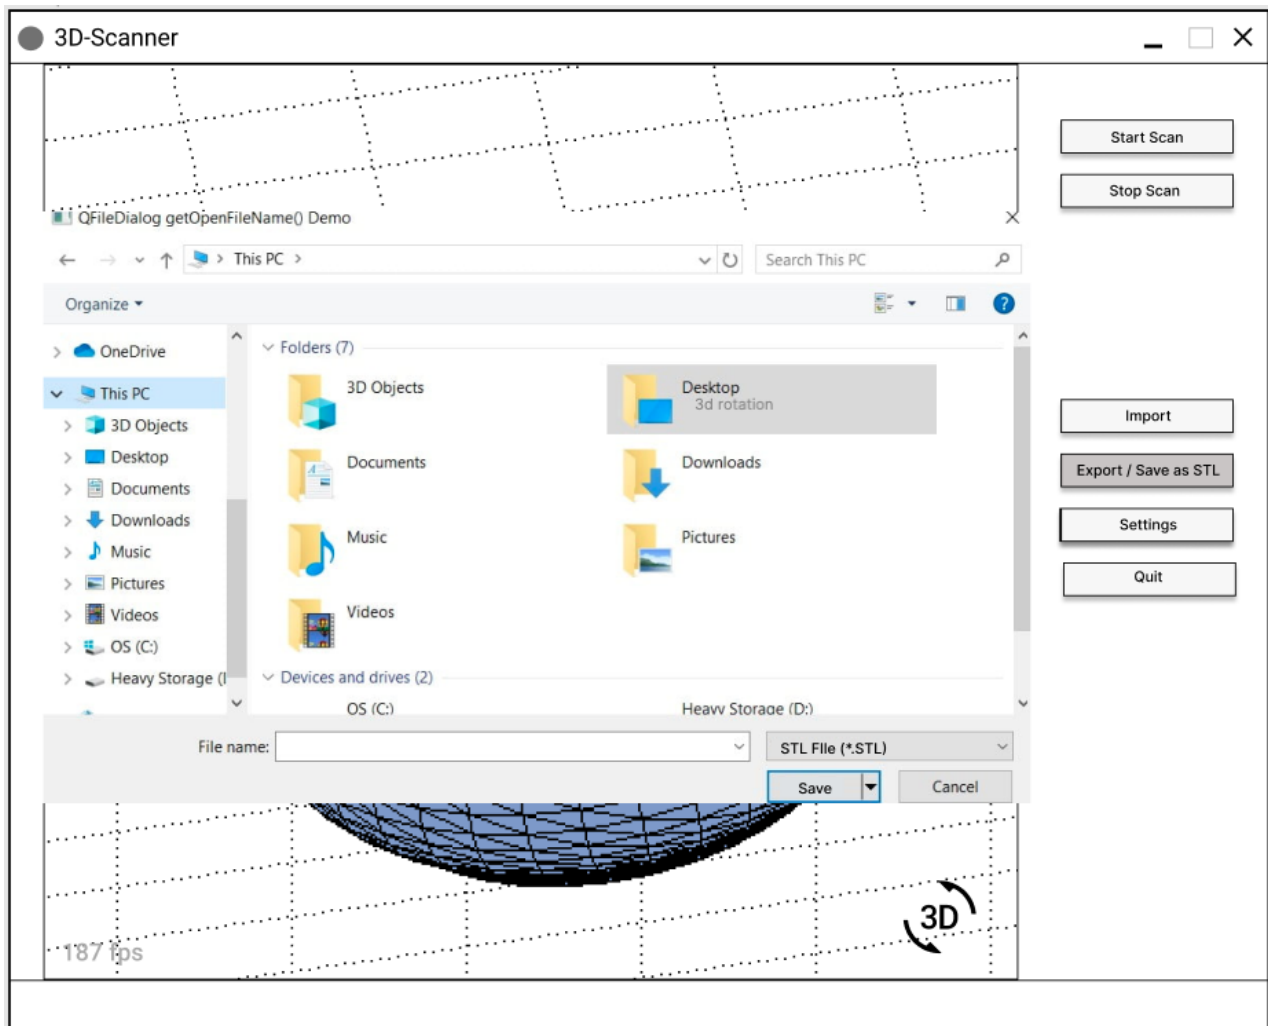 3D-Scanner
Start Scan
Stop Scan
QFileDialog getOpenFileName() Demo
This PC
Search This PC
Organize
OneDrive
This PC
3D Objects
Desktop
Documents
Downloads
Music
Pictures
Videos
OS (C:)
Heavy Storage (
Folders (7)
3D Objects
Desktop
3d rotation
Documents
Downloads
Music
Pictures
Videos
Devices and drives (2)
OS (C:)
Heavy Storage (D:)
File name:
STL FIle (*.STL)
Save
Cancel
Import
Export / Save as STL
Settings
Quit
3D
187 fps